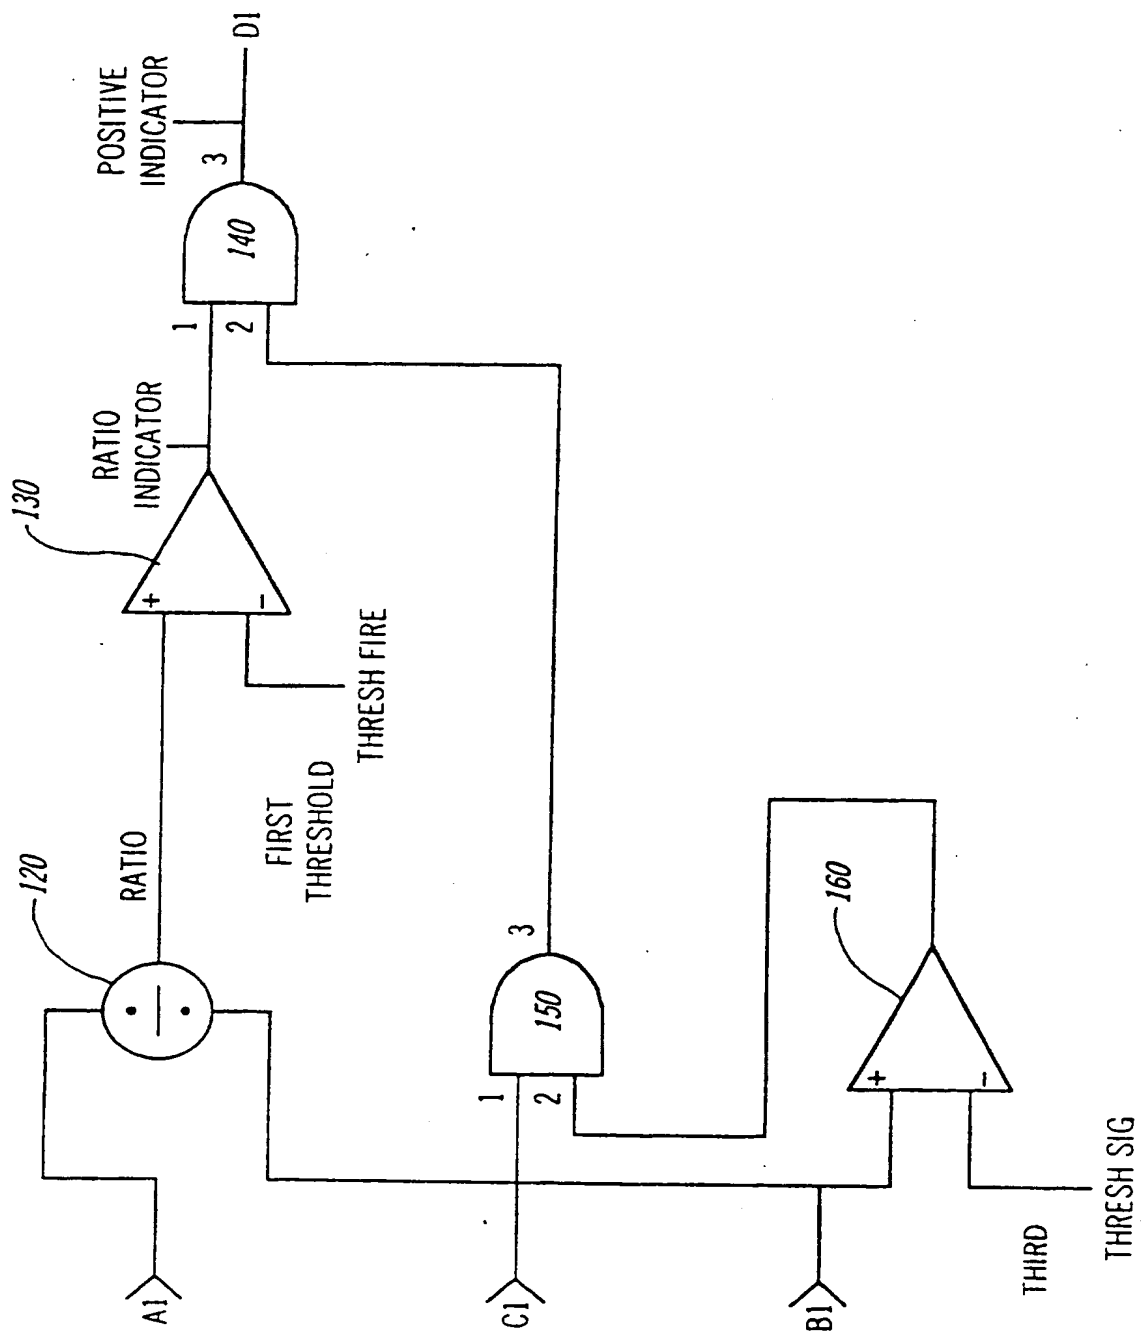 A1
120
RATIO
130
RATIO
INDICATOR
1
2
140
3
POSITIVE
INDICATOR
D1
+
-
FIRST
THRESHOLD
THRESH FIRE
C1
1
2
150
3
B1
+
-
160
THIRD
THRESH SIG